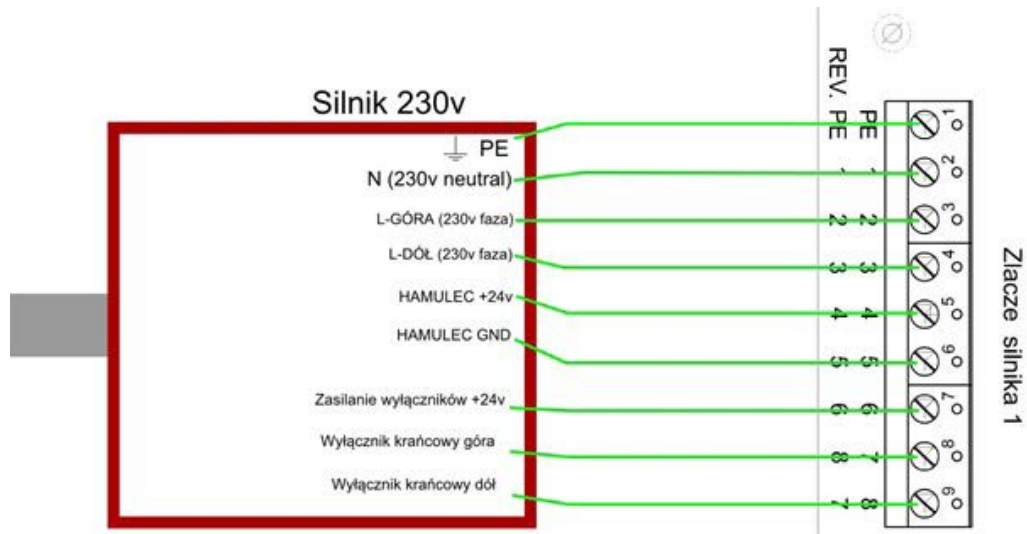 Silnik 230v
PE
N (230v neutral)
L-GÓRA (230v faza)
L-DÓŁ (230v faza)
HAMULEC +24v
HAMULEC GND
Zasilanie wyłączników +24v
Wyłącznik krańcowy góra
Wyłącznik krańcowy dół
REV. PE 1 2 3 4 5 6 8 7
PE 1 2 3 4 5 6 7 8
1 2 3 4 5 6 7 8 9
Zlacze silnika 1